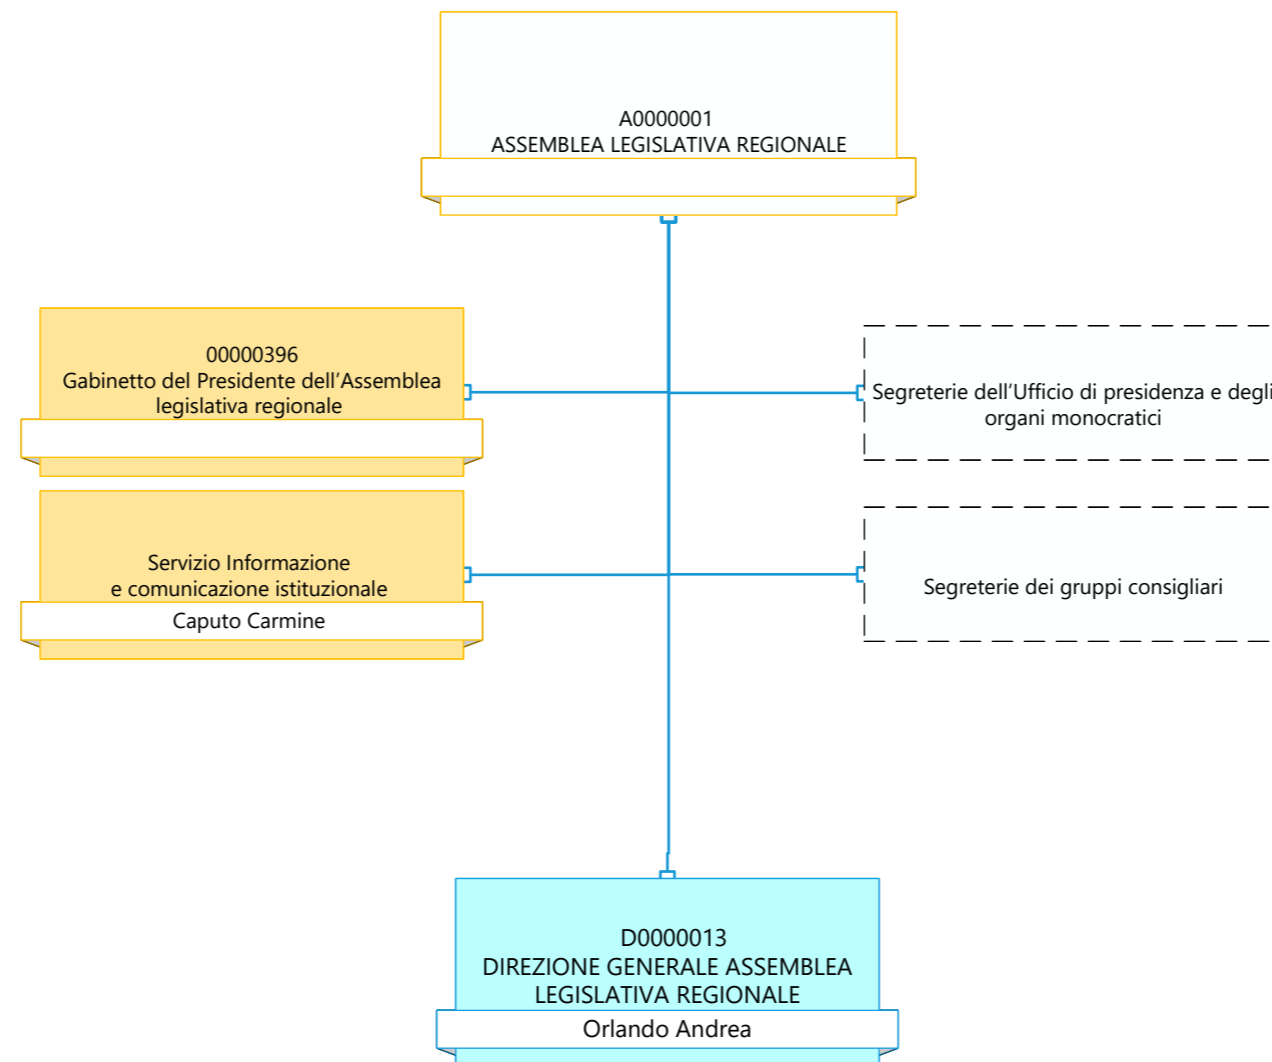 A0000001
ASSEMBLEA LEGISLATIVA REGIONALE
00000396
Gabinetto del Presidente dell’Assemblea
legislativa regionale
Segreterie dell’Ufficio di presidenza e degli
organi monocratici
Servizio Informazione
e comunicazione istituzionale
Caputo Carmine
Segreterie dei gruppi consigliari
D0000013
DIREZIONE GENERALE ASSEMBLEA
LEGISLATIVA REGIONALE
Orlando Andrea